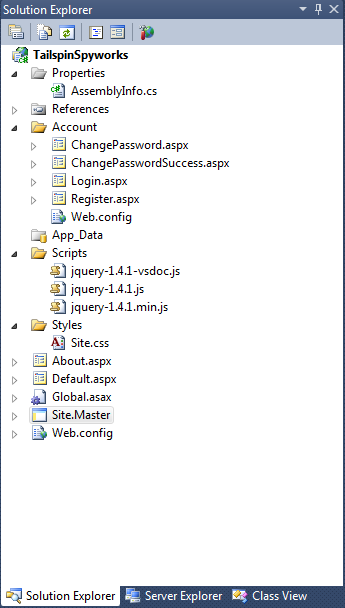 Solution Explorer
TailspinSpyworks
Properties
AssemblyInfo.cs
References
Account
ChangePassword.aspx
ChangePasswordSuccess.aspx
Login.aspx
Register.aspx
Web.config
App_Data
Scripts
jquery-1.4.1-vsdoc.js
jquery-1.4.1.js
jquery-1.4.1.min.js
Styles
Site.css
About.aspx
Default.aspx
Global.asax
Site.Master
Web.config
Solution Explorer Server Explorer Class View